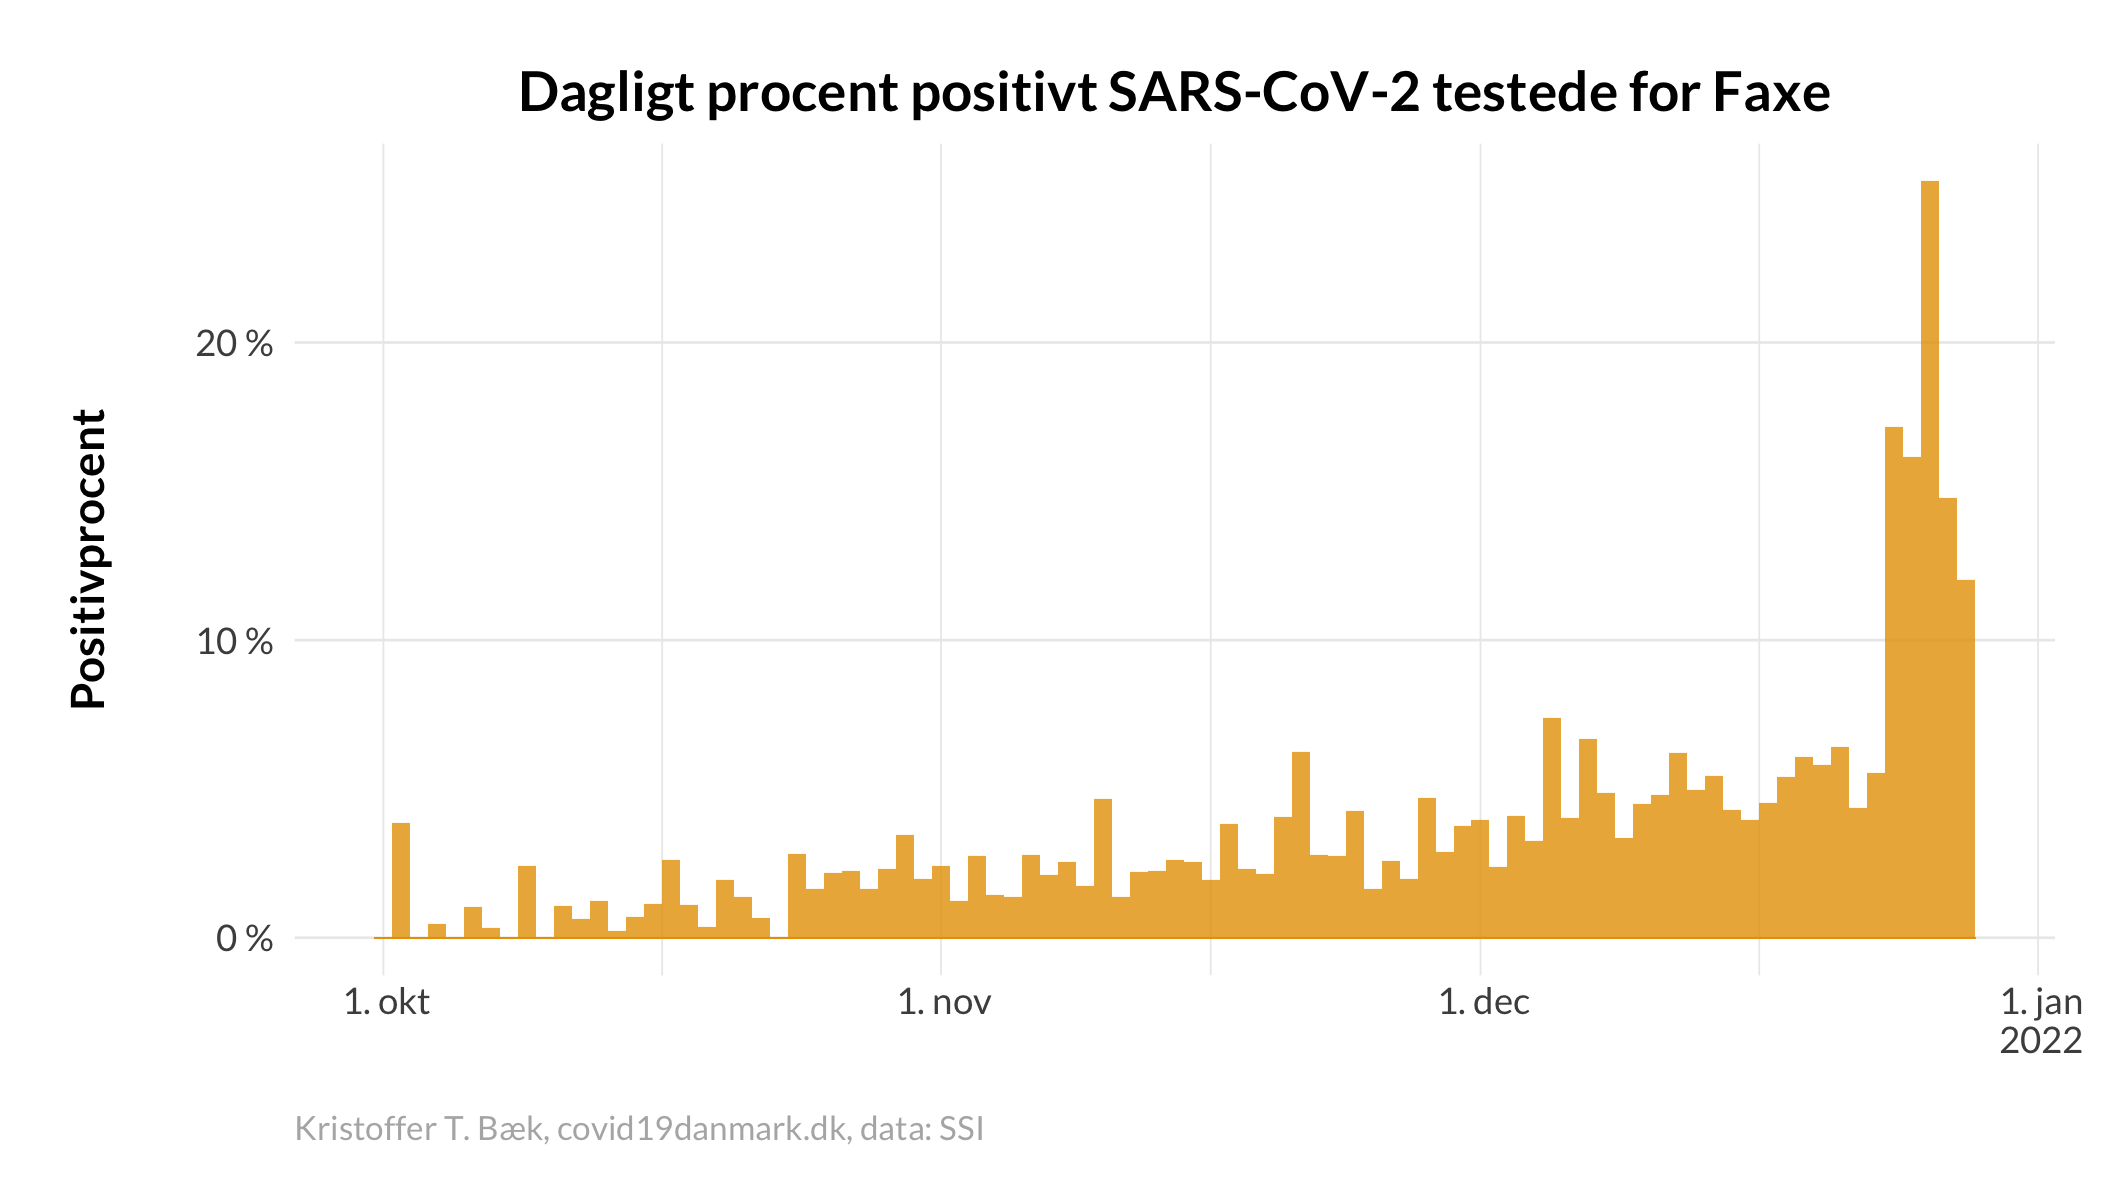 Dagligt procent positivt SARS-CoV-2 testede for Faxe
Positivprocent
20 %
10 %
0 %
1. okt
1. nov
1. dec
1. jan
2022
Kristoffer T. Bæk, covid19danmark.dk, data: SSI